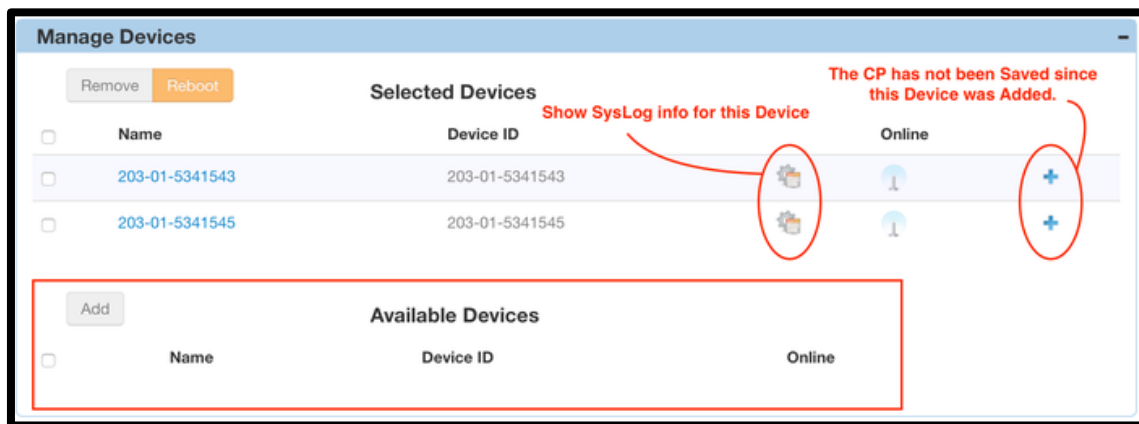 Manage Devices
Remove Reboot
Selected Devices
The CP has not been Saved since
this Device was Added.
Show SysLog info for this Device
Name Device ID Online
203-01-5341543 203-01-5341543
203-01-5341545 203-01-5341545
Add
Available Devices
Name Device ID Online